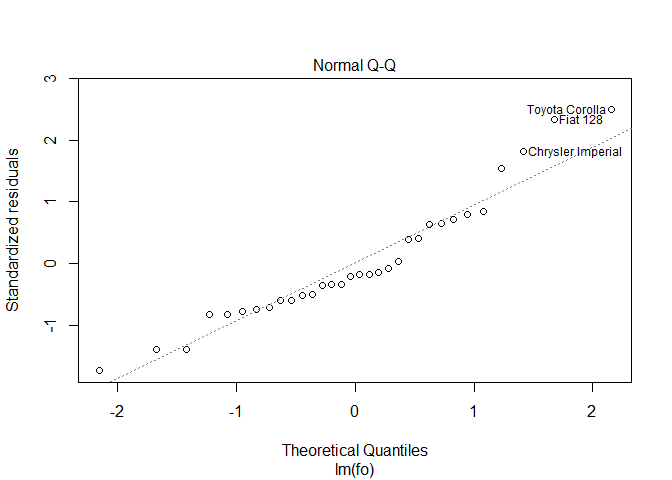 Normal Q-Q
3
2
1
0
-1
Standardized residuals
Toyota Corolla
Fiat 128
Chrysler Imperial
-2 -1 0 1 2
Theoretical Quantiles
lm(fo)